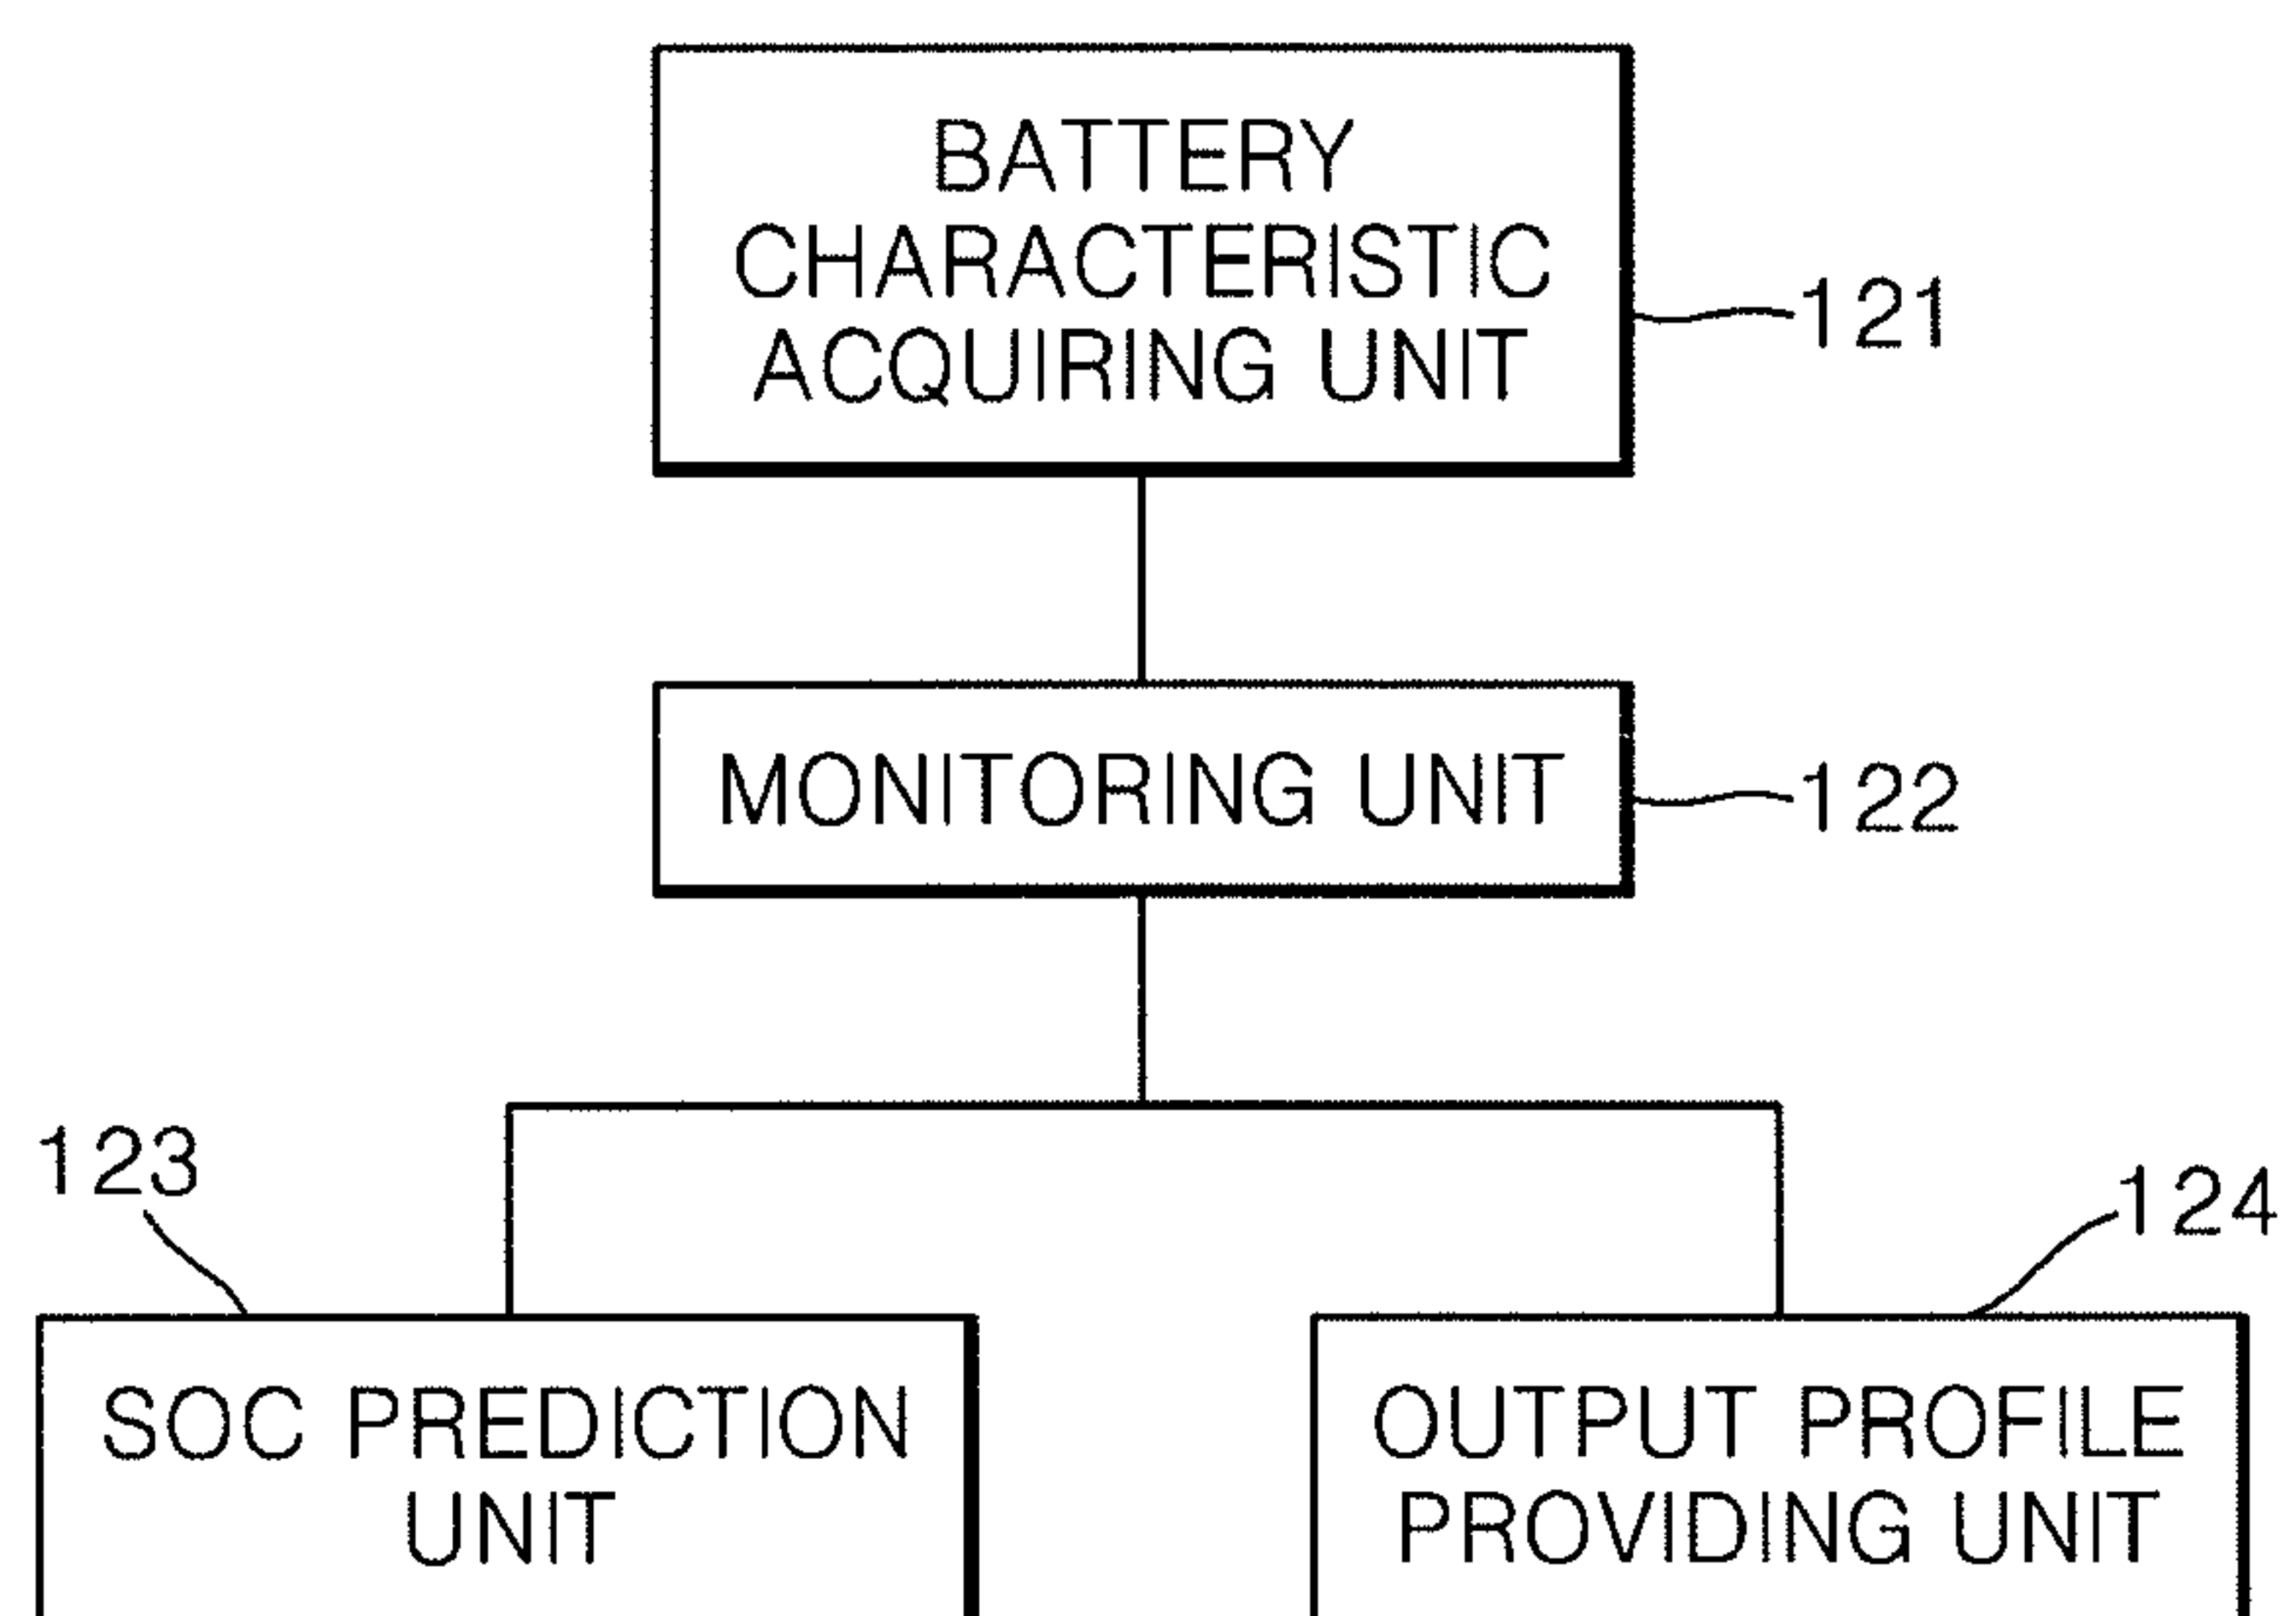 BATTERY
CHARACTERISTIC
ACQUIRING UNIT
121
MONITORING UNIT
122
123
124
SOC PREDICTION
UNIT
OUTPUT PROFILE
PROVIDING UNIT